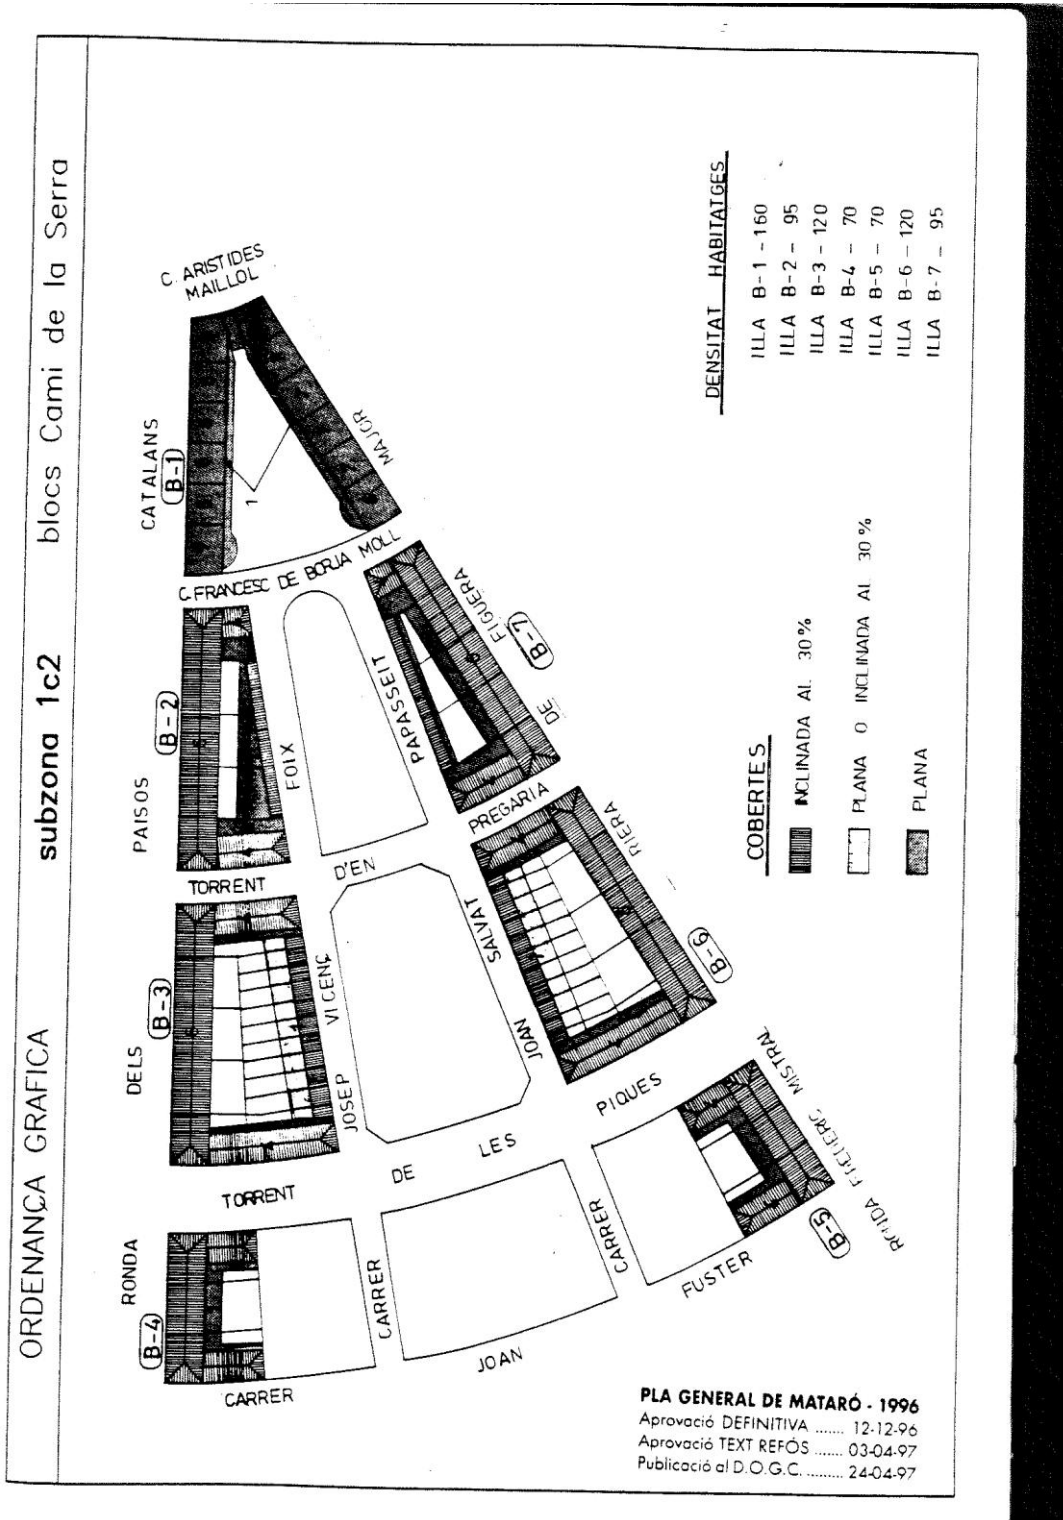 ORDENANÇA GRAFICA
subzona 1c2
blocs Cami de la Serra
RONDA
DELS
PAISOS
CATALANS
B-4
B-3
B-2
B-1
C. ARISTIDES
MAILLOL
1
MAJOR
C. FRANCESC DE BORJA MOLL
TORRENT
FOIX
D'EN
VICENÇ
JOSEP
PAPASSEIT
SALVAT
JOAN
FIGUERA
DE
RIERA
B-7
PREGARIA
B-6
TORRENT
DE
LES
PIQUES
CARRER
CARRER
CARRER
JOAN
FUSTER
B-5
MISTRAL
DENSITAT HABITATGES
ILLA B-1 - 160
ILLA B-2 - 95
ILLA B-3 - 120
ILLA B-4 - 70
ILLA B-5 - 70
ILLA B-6 - 120
ILLA B-7 - 95
COBERTES
INCLINADA AL 30%
PLANA O INCLINADA AL 30%
PLANA
PLA GENERAL DE MATARÓ - 1996
Aprovació DEFINITIVA ....... 12-12-96
Aprovació TEXT REFÓS ...... 03-04-97
Publicació al D.O.G.C. ......... 24-04-97